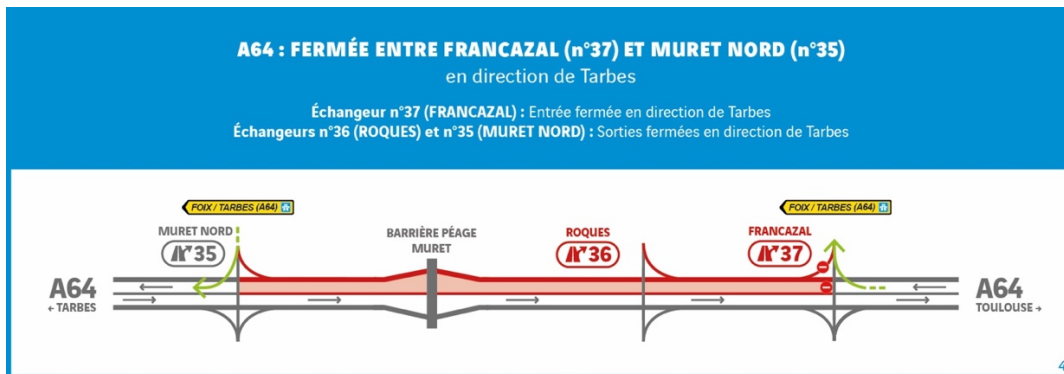 A64 : FERMÉE ENTRE FRANCAZAL (n°37) ET MURET NORD (n°35)
en direction de Tarbes
Échangeur n°37 (FRANCAZAL) : Entrée fermée en direction de Tarbes
Échangeurs n°36 (ROQUES) et n°35 (MURET NORD) : Sorties fermées en direction de Tarbes
FOIX / TARBES (A64)
FOIX / TARBES (A64)
MURET NORD
35
BARRIÈRE PÉAGE
MURET
ROQUES
36
FRANCAZAL
37
A64
← TARBES
A64
TOULOUSE →
4